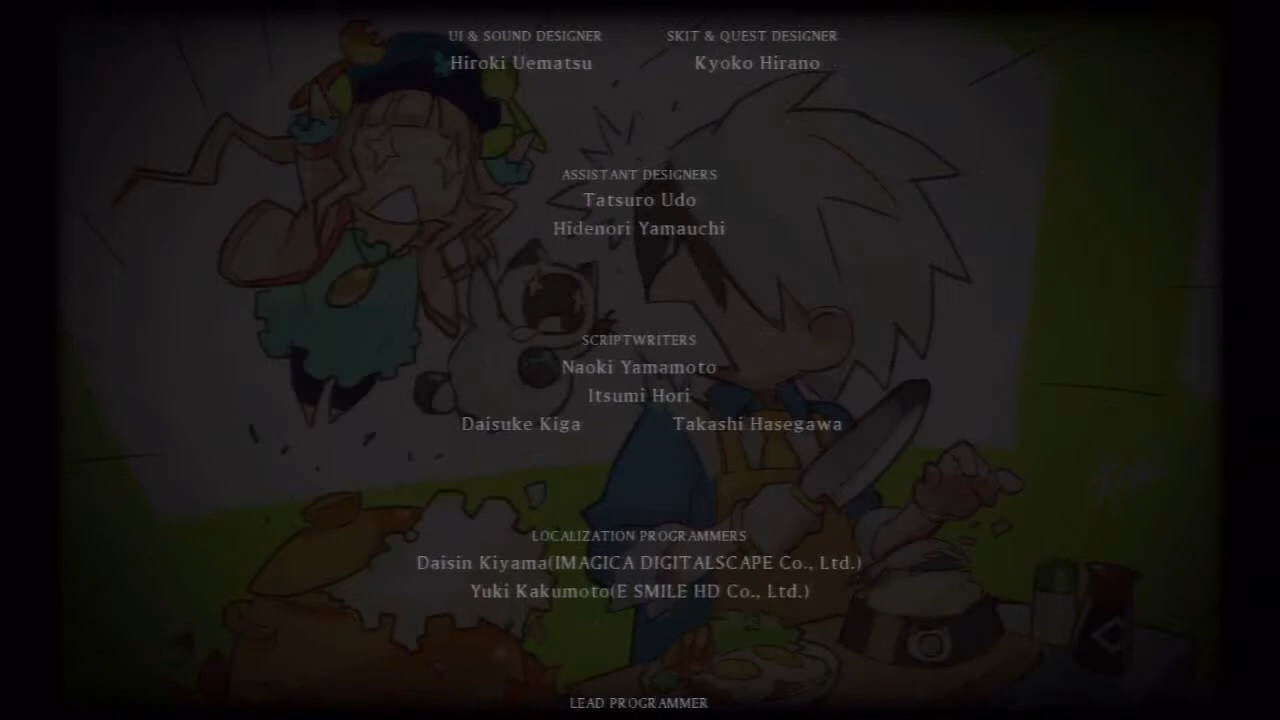 UI & SOUND DESIGNER
Hiroki Uematsu
SKIT & QUEST DESIGNER
Kyoko Hirano
ASSISTANT DESIGNERS
Tatsuro Udo
Hidenori Yamauchi
SCRIPTWRITERS
Naoki Yamamoto
Itsumi Hori
Daisuke Kiga Takashi Hasegawa
LOCALIZATION PROGRAMMERS
Daisin Kiyama(IMAGICA DIGITALSCAPE Co., Ltd.)
Yuki Kakumoto(E SMILE HD Co., Ltd.)
LEAD PROGRAMMER